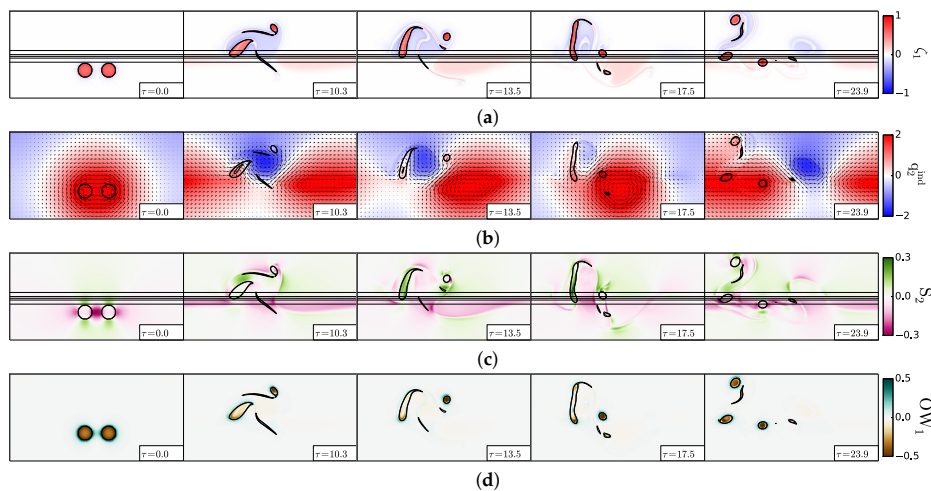 1
0
−1
ζ₁
τ=0.0
τ=10.3
τ=13.5
τ=17.5
τ=23.9
(a)
2
0
−2
q₂ⁱⁿᵈ
τ=0.0
τ=10.3
τ=13.5
τ=17.5
τ=23.9
(b)
0.3
0.0
−0.3
S₂
τ=0.0
τ=10.3
τ=13.5
τ=17.5
τ=23.9
(c)
0.5
0.0
−0.5
OW₁
τ=0.0
τ=10.3
τ=13.5
τ=17.5
τ=23.9
(d)